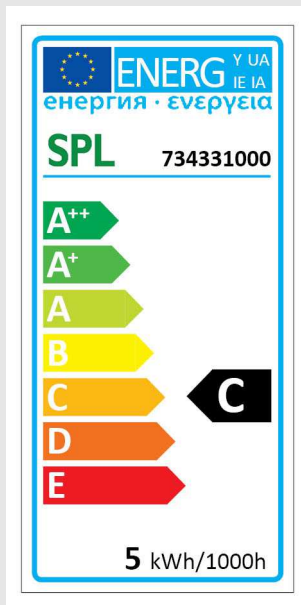 ENERG Y UA
IE IA
енергия · ενεργεια
SPL 734331000
A++
A+
A
B
C C
D
E
5 kWh/1000h